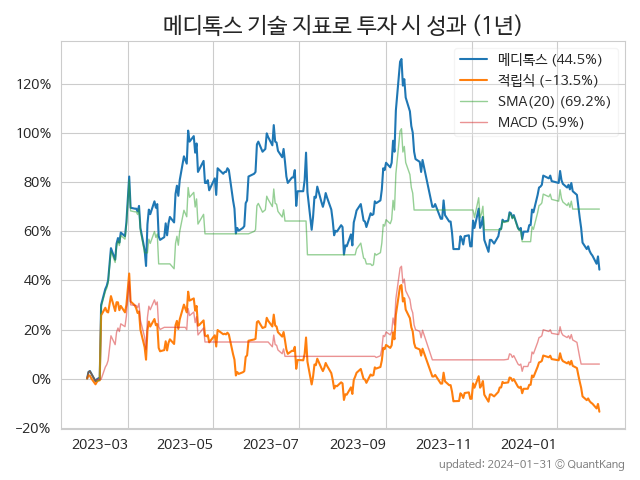 메디톡스 기술 지표로 투자 시 성과 (1년)
메디톡스 (44.5%)
적립식 (-13.5%)
SMA(20) (69.2%)
MACD (5.9%)
120%
100%
80%
60%
40%
20%
0%
-20%
2023-03 2023-05 2023-07 2023-09 2023-11 2024-01
updated: 2024-01-31 © QuantKang